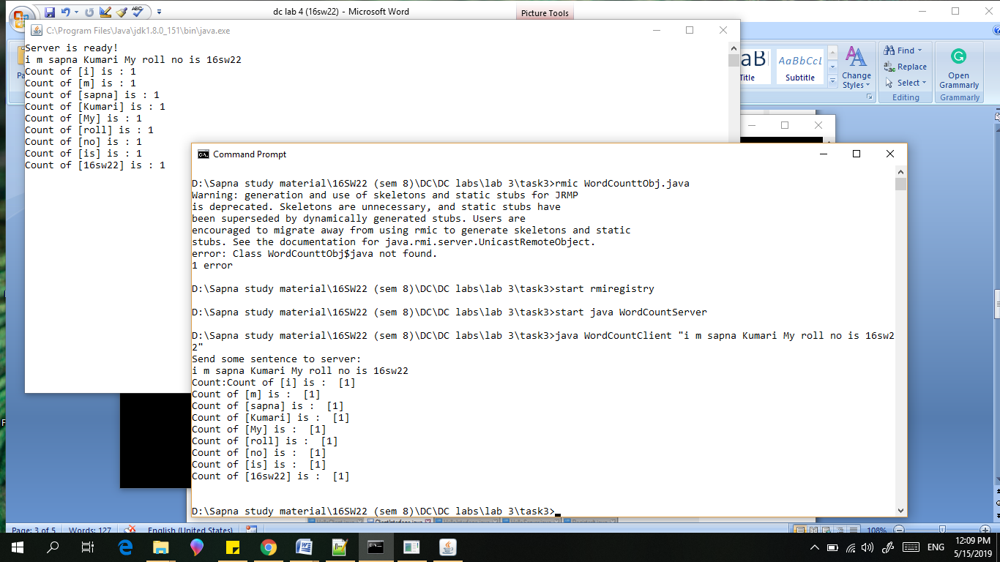 dc lab 4 (16sw22) - Microsoft Word
Picture Tools
C:\Program Files\Java\jdk1.8.0_151\bin\java.exe
Server is ready!
i m sapna Kumari My roll no is 16sw22
Count of [i] is : 1
Count of [m] is : 1
Count of [sapna] is : 1
Count of [Kumari] is : 1
Count of [My] is : 1
Count of [roll] is : 1
Count of [no] is : 1
Count of [is] is : 1
Count of [16sw22] is : 1
Pa
Title
AaBbCcl
Subtitle
Change
Styles
Find
Replace
Select
Editing
Open
Grammarly
Grammarly
Command Prompt
D:\Sapna study material\16SW22 (sem 8)\DC\DC labs\lab 3\task3>rmic WordCounttObj.java
Warning: generation and use of skeletons and static stubs for JRMP
is deprecated. Skeletons are unnecessary, and static stubs have
been superseded by dynamically generated stubs. Users are
encouraged to migrate away from using rmic to generate skeletons and static
stubs. See the documentation for java.rmi.server.UnicastRemoteObject.
error: Class WordCounttObj$java not found.
1 error
D:\Sapna study material\16SW22 (sem 8)\DC\DC labs\lab 3\task3>start rmiregistry
D:\Sapna study material\16SW22 (sem 8)\DC\DC labs\lab 3\task3>start java WordCountServer
D:\Sapna study material\16SW22 (sem 8)\DC\DC labs\lab 3\task3>java WordCountClient "i m sapna Kumari My roll no is 16sw2
2"
Send some sentence to server:
i m sapna Kumari My roll no is 16sw22
Count:Count of [i] is :  [1]
Count of [m] is :  [1]
Count of [sapna] is :  [1]
Count of [Kumari] is :  [1]
Count of [My] is :  [1]
Count of [roll] is :  [1]
Count of [no] is :  [1]
Count of [is] is :  [1]
Count of [16sw22] is :  [1]
D:\Sapna study material\16SW22 (sem 8)\DC\DC labs\lab 3\task3>
Page: 3 of 5
Words: 127
English (United States)
108%
ENG
12:09 PM
5/15/2019